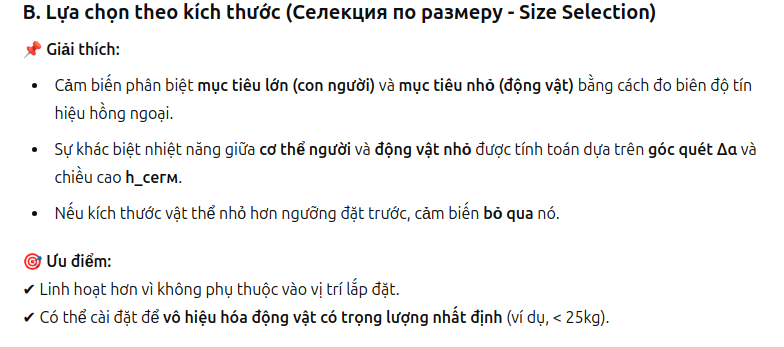 B. Lựa chọn theo kích thước (Селекция по размеру - Size Selection)
📌 Giải thích:
• Cảm biến phân biệt mục tiêu lớn (con người) và mục tiêu nhỏ (động vật) bằng cách đo biên độ tín
hiệu hồng ngoại.
• Sự khác biệt nhiệt năng giữa cơ thể người và động vật nhỏ được tính toán dựa trên góc quét Δα và
chiều cao h_сегм.
• Nếu kích thước vật thể nhỏ hơn ngưỡng đặt trước, cảm biến bỏ qua nó.
🎯 Ưu điểm:
✔ Linh hoạt hơn vì không phụ thuộc vào vị trí lắp đặt.
✔ Có thể cài đặt để vô hiệu hóa động vật có trọng lượng nhất định (ví dụ, < 25kg).